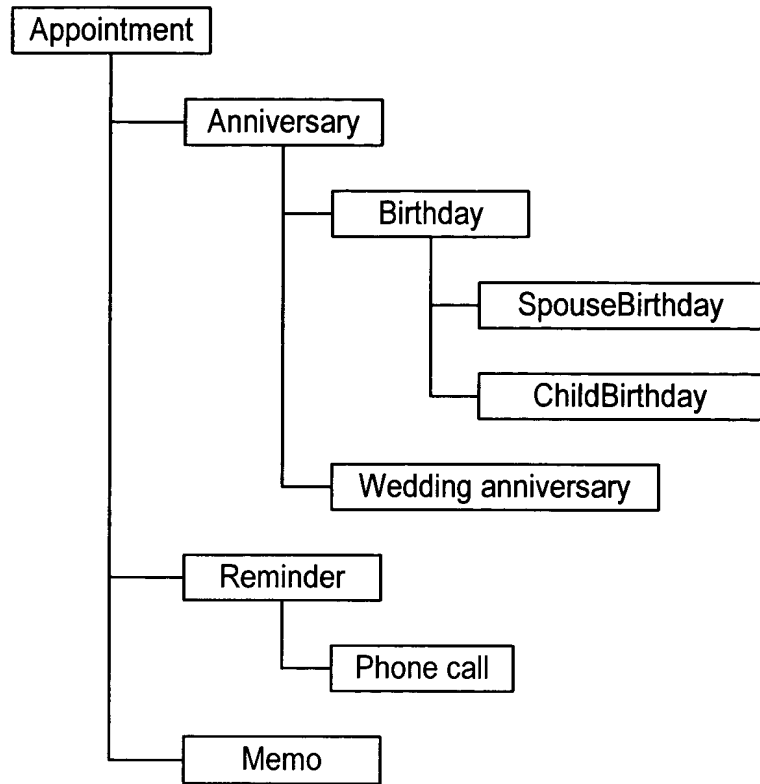 Appointment
Anniversary
Birthday
SpouseBirthday
ChildBirthday
Wedding anniversary
Reminder
Phone call
Memo